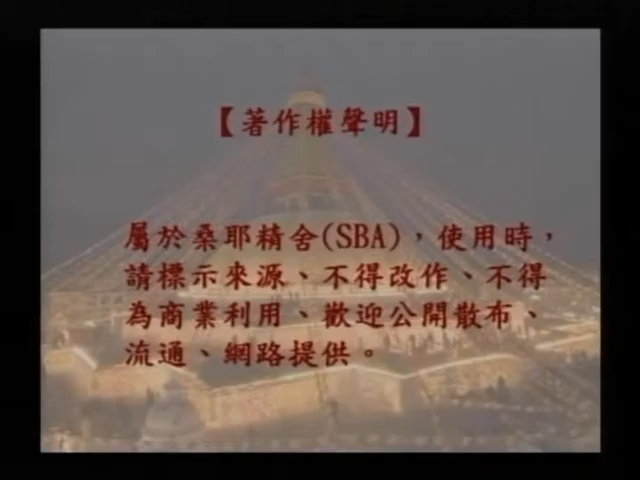 【著作權聲明】
屬於桑耶精舍(SBA)，使用時，
請標示來源、不得改作、不得
為商業利用、歡迎公開散布、
流通、網路提供。